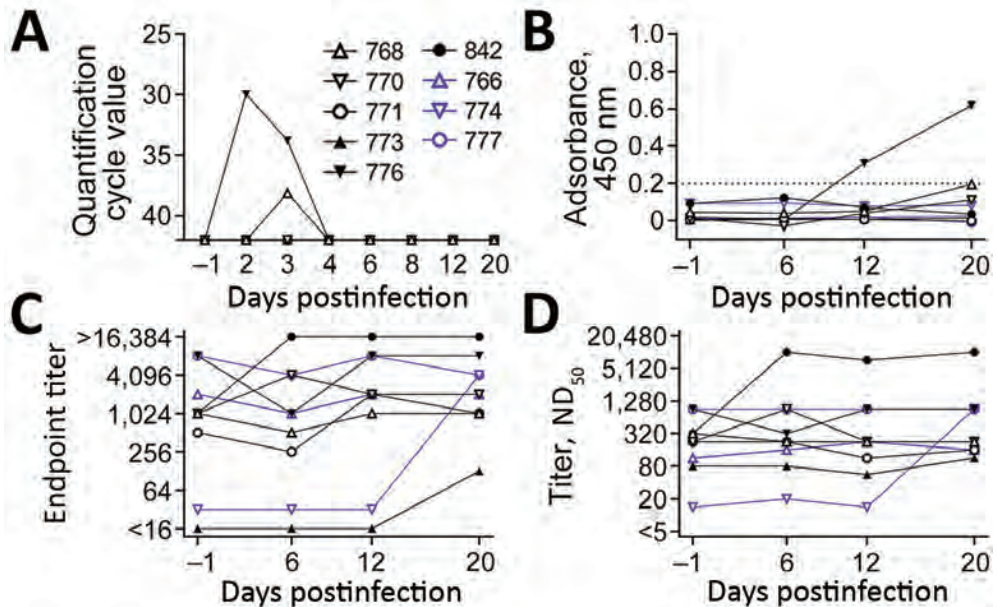 A
Quantification
cycle value
25
30
35
40
768
770
771
773
776
842
766
774
777
–1 2 3 4 6 8 12 20
Days postinfection
B
Adsorbance,
450 nm
1.0
0.8
0.6
0.4
0.2
0
–1 6 12 20
Days postinfection
C
Endpoint titer
>16,384
4,096
1,024
256
64
<16
–1 6 12 20
Days postinfection
D
Titer, ND50
20,480
5,120
1,280
320
80
20
<5
–1 6 12 20
Days postinfection